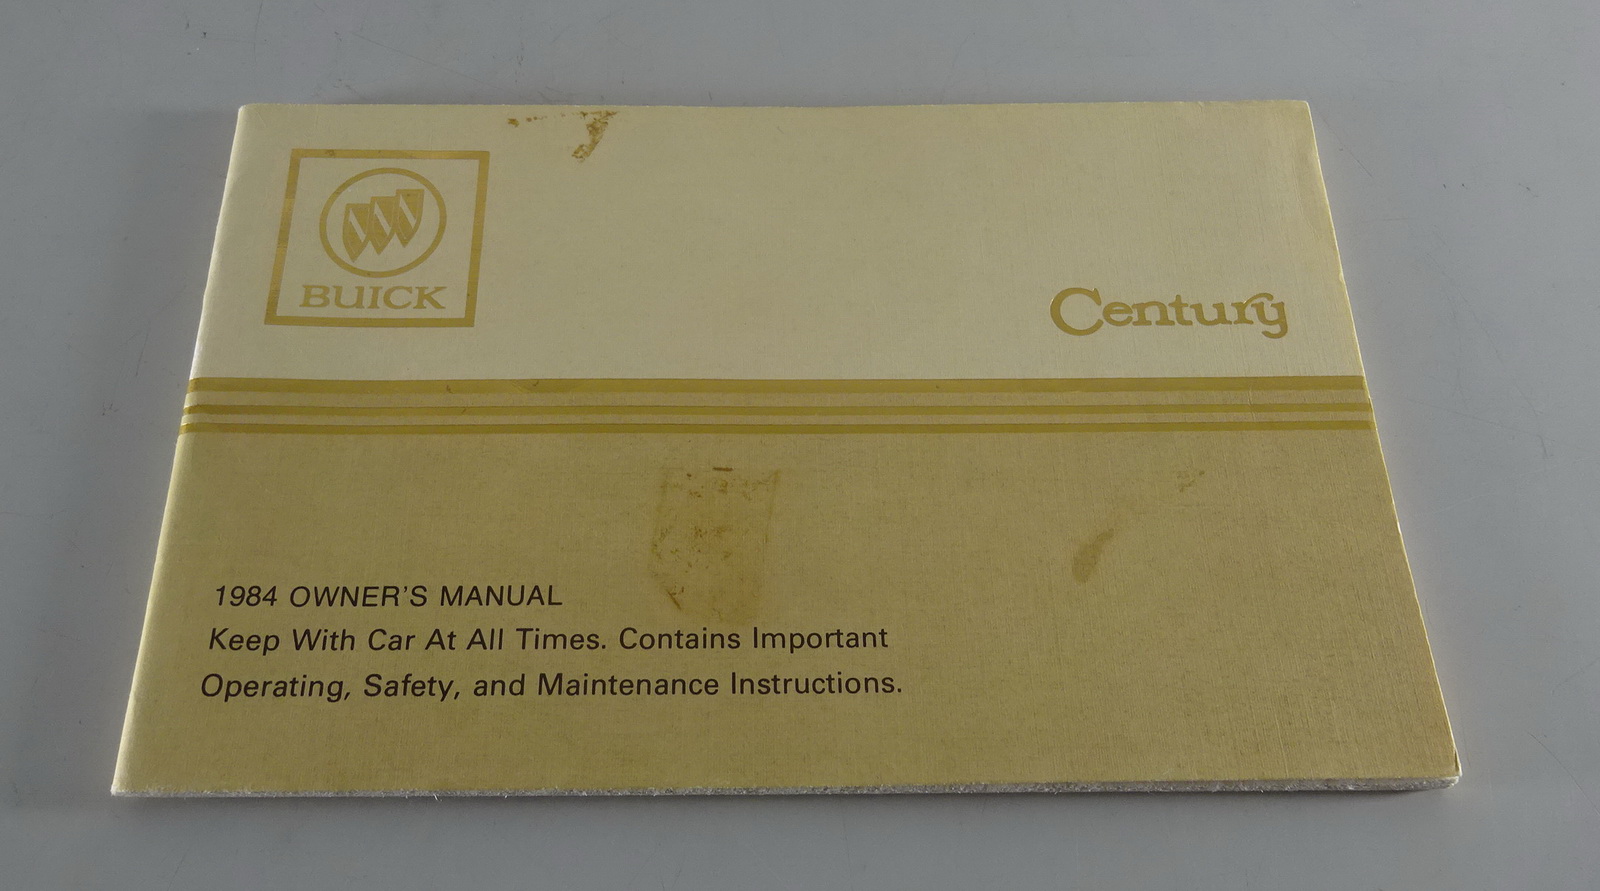 BUICK
Century
1984 OWNER'S MANUAL
Keep With Car At All Times. Contains Important
Operating, Safety, and Maintenance Instructions.